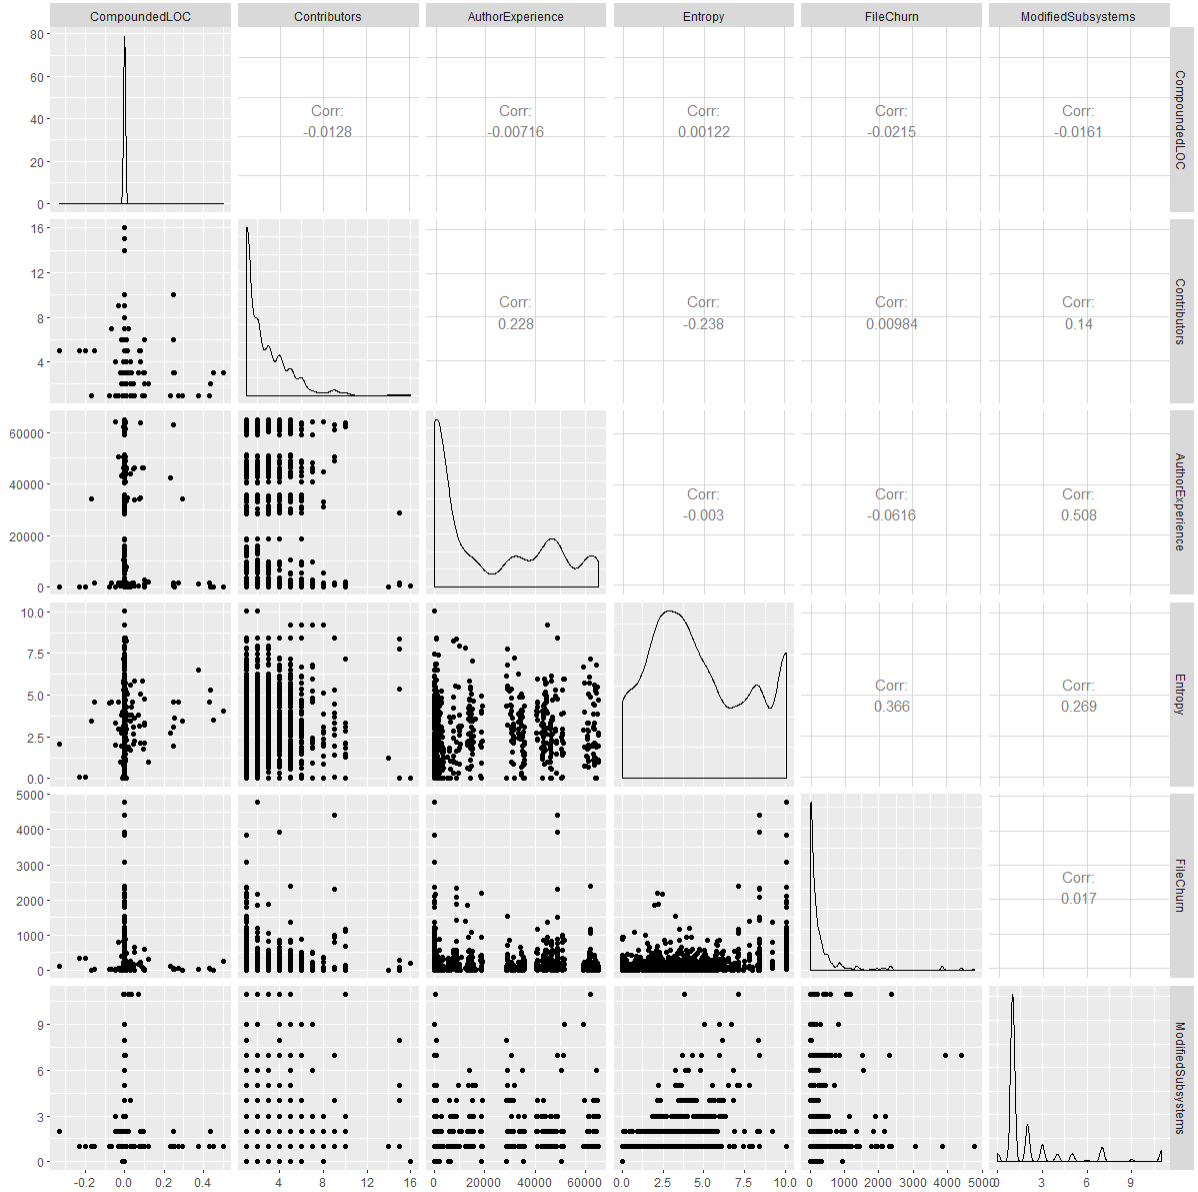 CompoundedLOC Contributors AuthorExperience Entropy FileChurn ModifiedSubsystems
80
60
40
20
0
Corr: Corr: Corr: Corr: Corr:
-0.0128 -0.00716 0.00122 -0.0215 -0.0161
CompoundedLOC
16
12
8
4
Corr: Corr: Corr: Corr:
0.228 -0.238 0.00984 0.14
Contributors
60000
40000
20000
0
Corr: Corr: Corr:
-0.003 -0.0616 0.508
AuthorExperience
10.0
7.5
5.0
2.5
0.0
Corr: Corr:
0.366 0.269
Entropy
5000
4000
3000
2000
1000
0
Corr:
0.017
FileChurn
9
6
3
0
ModifiedSubsystems
-0.2 0.0 0.2 0.4 4 8 12 16 0 20000 40000 60000 0.0 2.5 5.0 7.5 10.0 0 1000 2000 3000 4000 5000 0 3 6 9